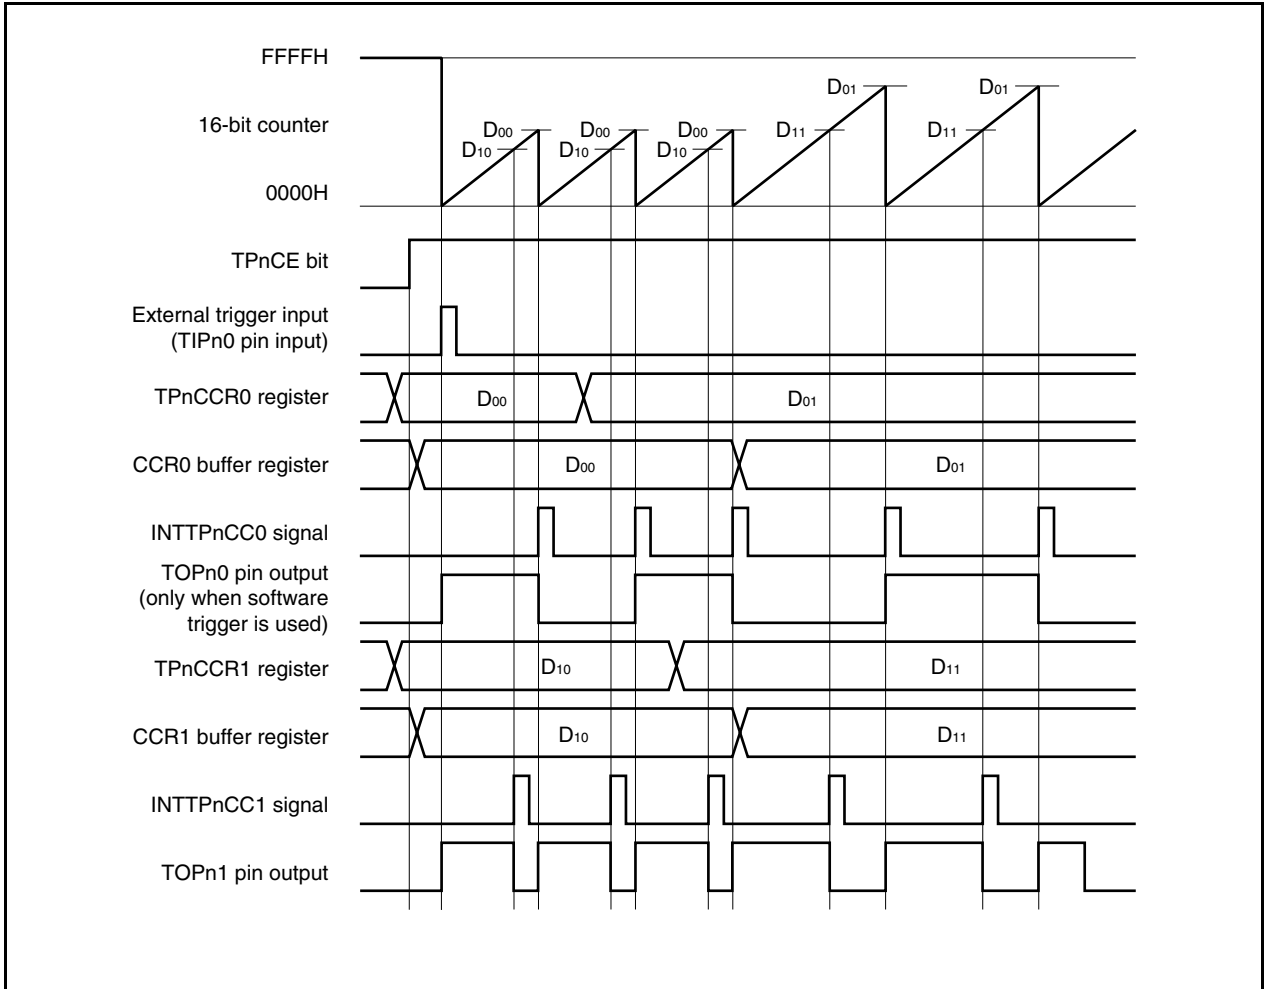 FFFFH
16-bit counter
0000H
D00 D00 D00 D11 D01 D11 D01
D10 D10 D10
TPnCE bit
External trigger input
(TIPn0 pin input)
TPnCCR0 register
D00 D01
CCR0 buffer register
D00 D01
INTTPnCC0 signal
TOPn0 pin output
(only when software
trigger is used)
TPnCCR1 register
D10 D11
CCR1 buffer register
D10 D11
INTTPnCC1 signal
TOPn1 pin output